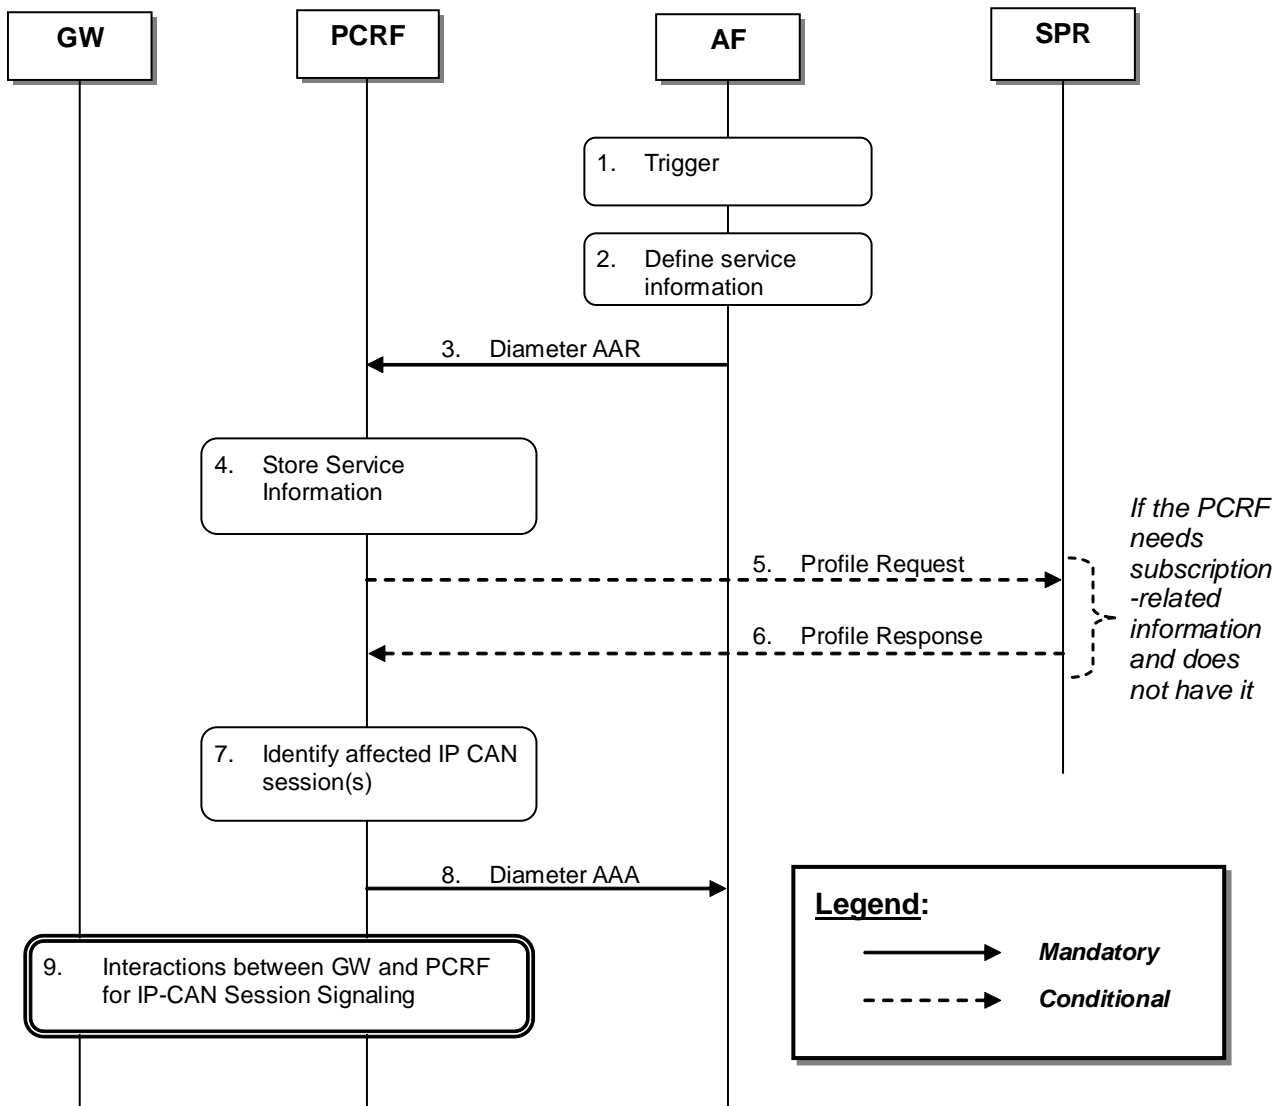 GW
PCRF
AF
SPR
1. Trigger
2. Define service
information
3. Diameter AAR
4. Store Service
Information
5. Profile Request
6. Profile Response
If the PCRF
needs
subscription
-related
information
and does
not have it
7. Identify affected IP CAN
session(s)
8. Diameter AAA
9. Interactions between GW and PCRF
for IP-CAN Session Signaling
Legend:
Mandatory
Conditional